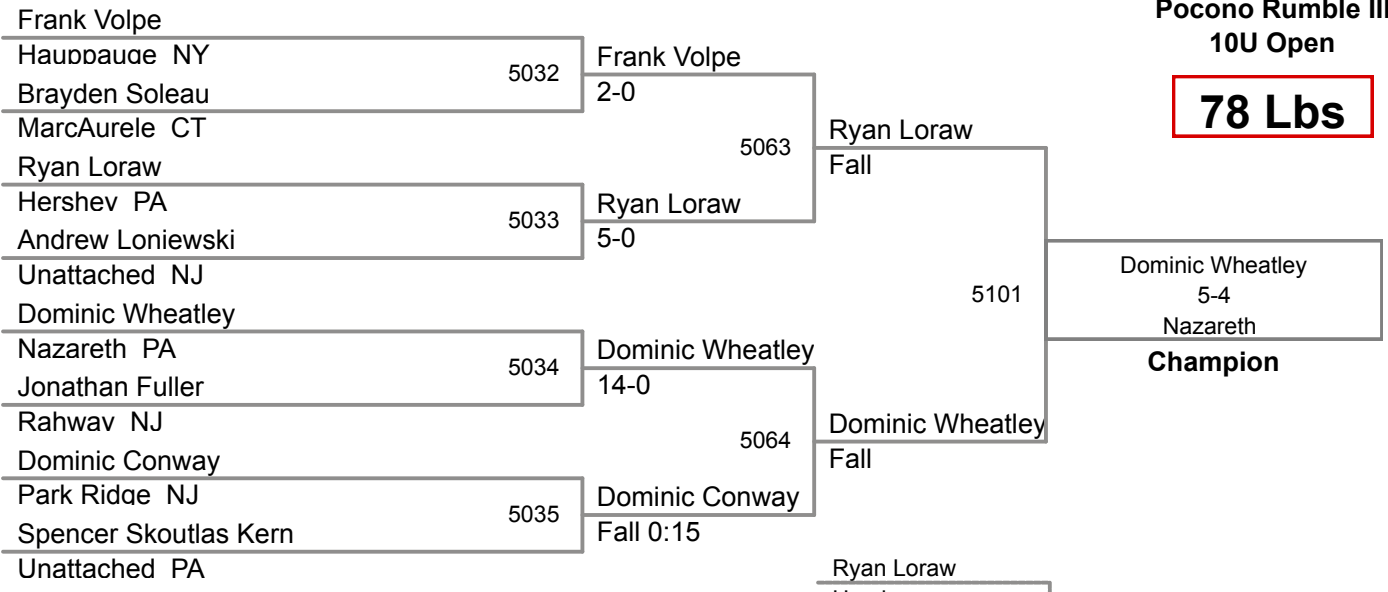 Pocono Rumble III
10U Open
78 Lbs
Frank Volpe
Hauppauge NY
5032
Brayden Soleau
MarcAurele CT
Ryan Loraw
Hershey PA
5033
Andrew Loniewski
Unattached NJ
Dominic Wheatley
Nazareth PA
5034
Jonathan Fuller
Rahway NJ
Dominic Conway
Park Ridge NJ
5035
Spencer Skoutlas Kern
Unattached PA
Frank Volpe
2-0
5063
Ryan Loraw
5-0
Dominic Wheatley
14-0
5064
Dominic Conway
Fall 0:15
Ryan Loraw
Fall
5101
Dominic Wheatley
Fall
Dominic Wheatley
5-4
Nazareth
Champion
Ryan Loraw